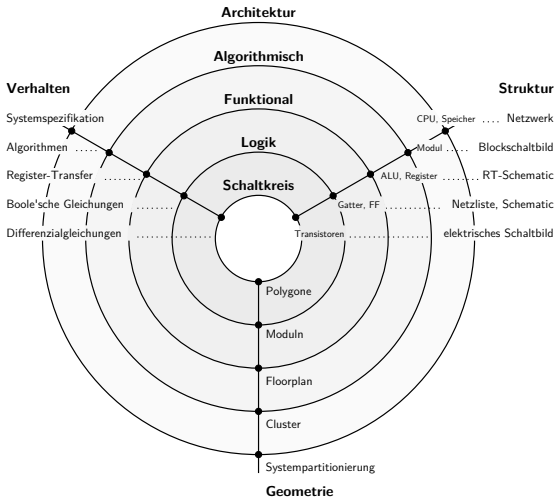 Architektur
Algorithmisch
Funktional
Logik
Schaltkreis
Verhalten
Systemspezifikation
Algorithmen
Register-Transfer
Boole'sche Gleichungen
Differenzialgleichungen
Struktur
CPU, Speicher Netzwerk
Modul Blockschaltbild
ALU, Register RT-Schematic
Gatter, FF Netzliste, Schematic
Transistoren elektrisches Schaltbild
Polygone
Moduln
Floorplan
Cluster
Systempartitionierung
Geometrie